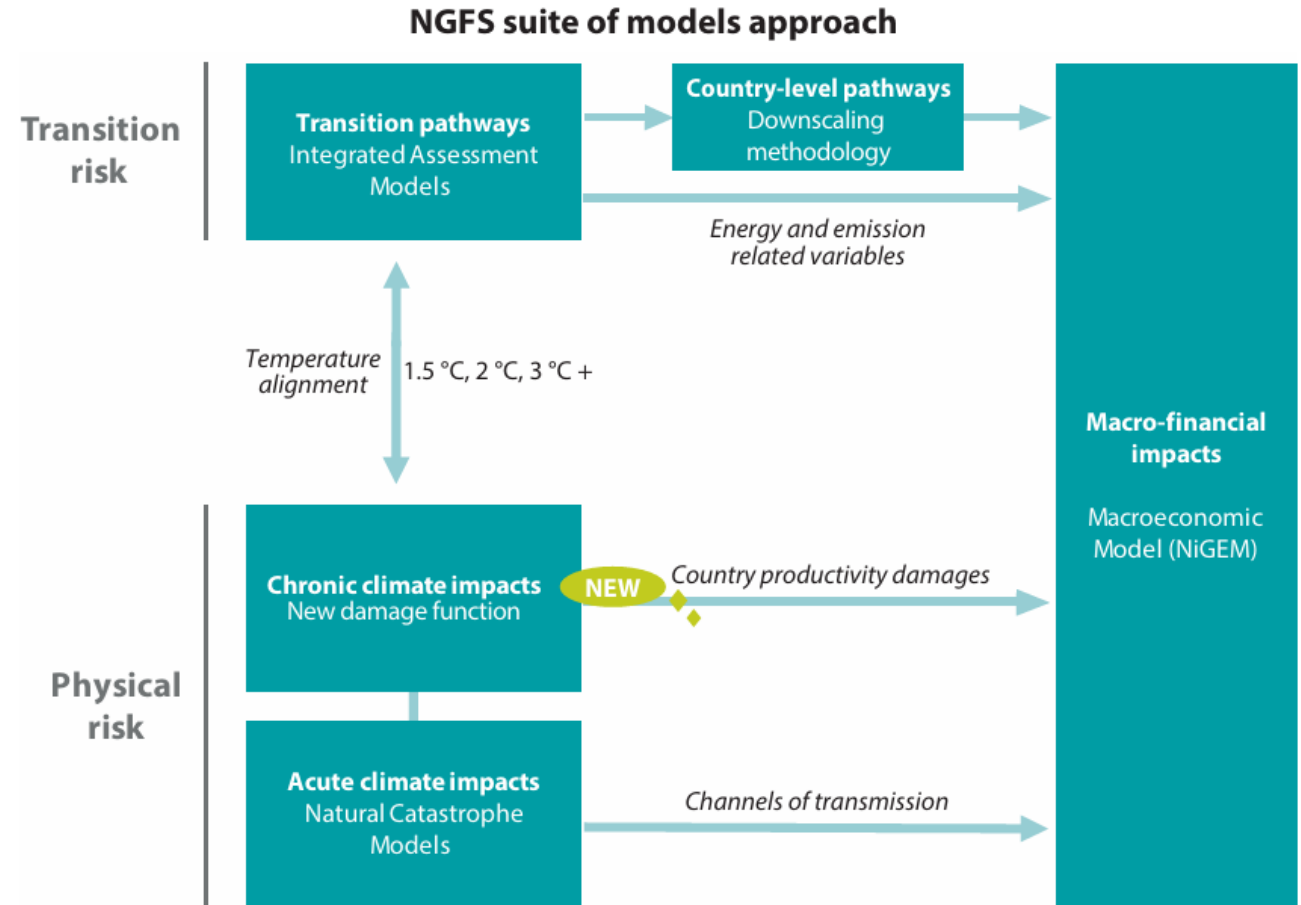 NGFS suite of models approach
Transition
risk
Transition pathways
Integrated Assessment
Models
Country-level pathways
Downscaling
methodology
Energy and emission
related variables
Temperature
alignment
1.5 °C, 2 °C, 3 °C +
Macro-financial
impacts
Macroeconomic
Model (NiGEM)
Physical
risk
Chronic climate impacts
New damage function
NEW
Country productivity damages
Acute climate impacts
Natural Catastrophe
Models
Channels of transmission